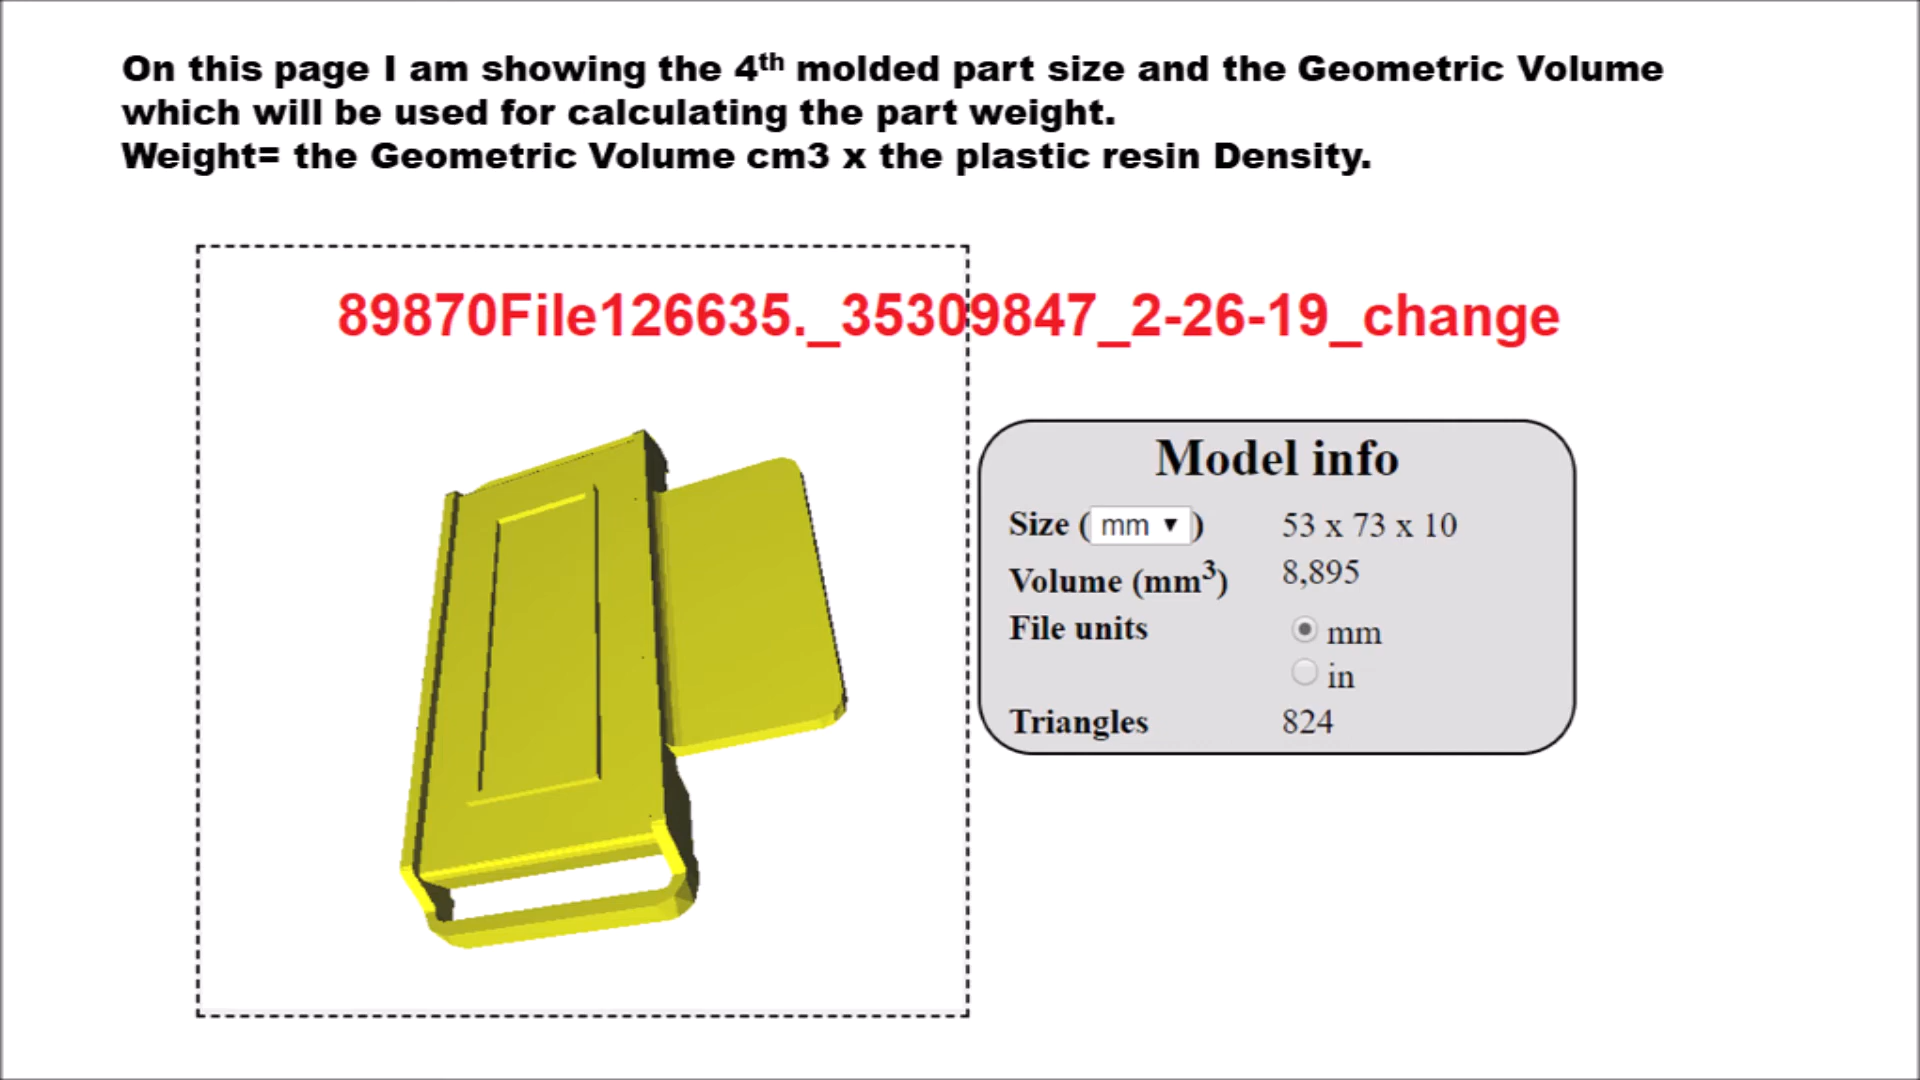 On this page I am showing the 4th molded part size and the Geometric Volume
which will be used for calculating the part weight.
Weight= the Geometric Volume cm3 x the plastic resin Density.
89870File126635._35309847_2-26-19_change
Model info
Size ( mm ▼ ) 53 x 73 x 10
Volume (mm³) 8,895
File units mm
in
Triangles 824